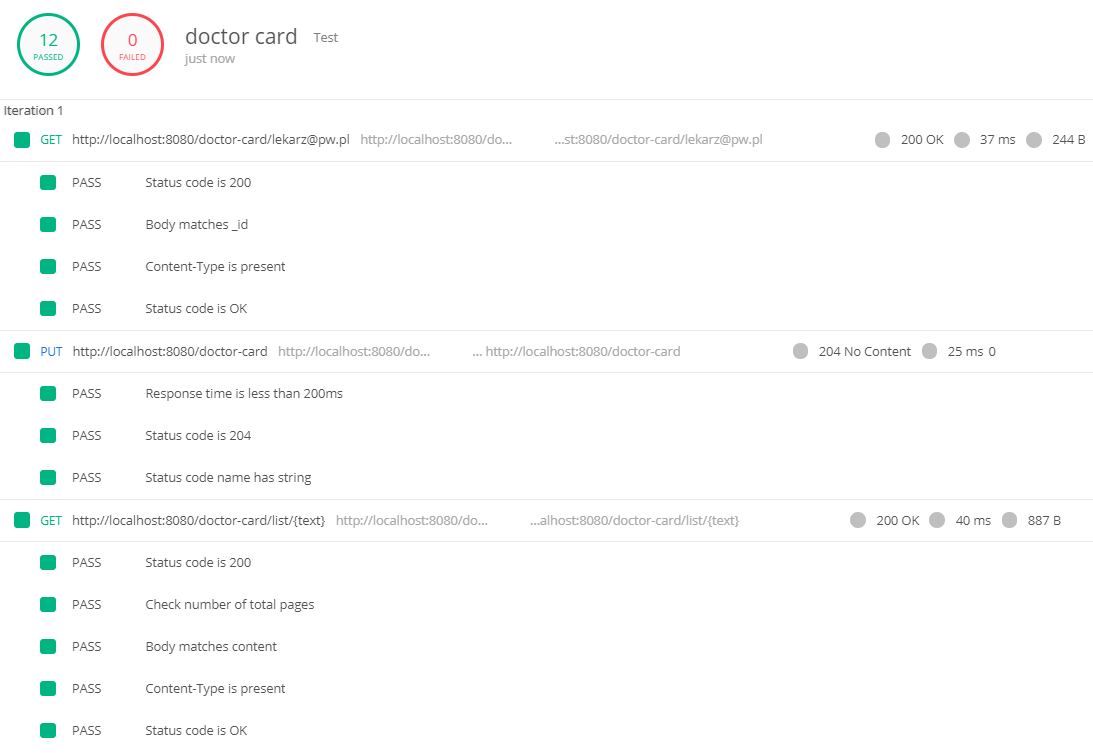 12 PASSED 0 FAILED doctor card Test
just now
Iteration 1
GET http://localhost:8080/doctor-card/lekarz@pw.pl http://localhost:8080/do... ...st:8080/doctor-card/lekarz@pw.pl 200 OK 37 ms 244 B
PASS Status code is 200
PASS Body matches _id
PASS Content-Type is present
PASS Status code is OK
PUT http://localhost:8080/doctor-card http://localhost:8080/do... ... http://localhost:8080/doctor-card 204 No Content 25 ms 0
PASS Response time is less than 200ms
PASS Status code is 204
PASS Status code name has string
GET http://localhost:8080/doctor-card/list/{text} http://localhost:8080/do... ...alhost:8080/doctor-card/list/{text} 200 OK 40 ms 887 B
PASS Status code is 200
PASS Check number of total pages
PASS Body matches content
PASS Content-Type is present
PASS Status code is OK